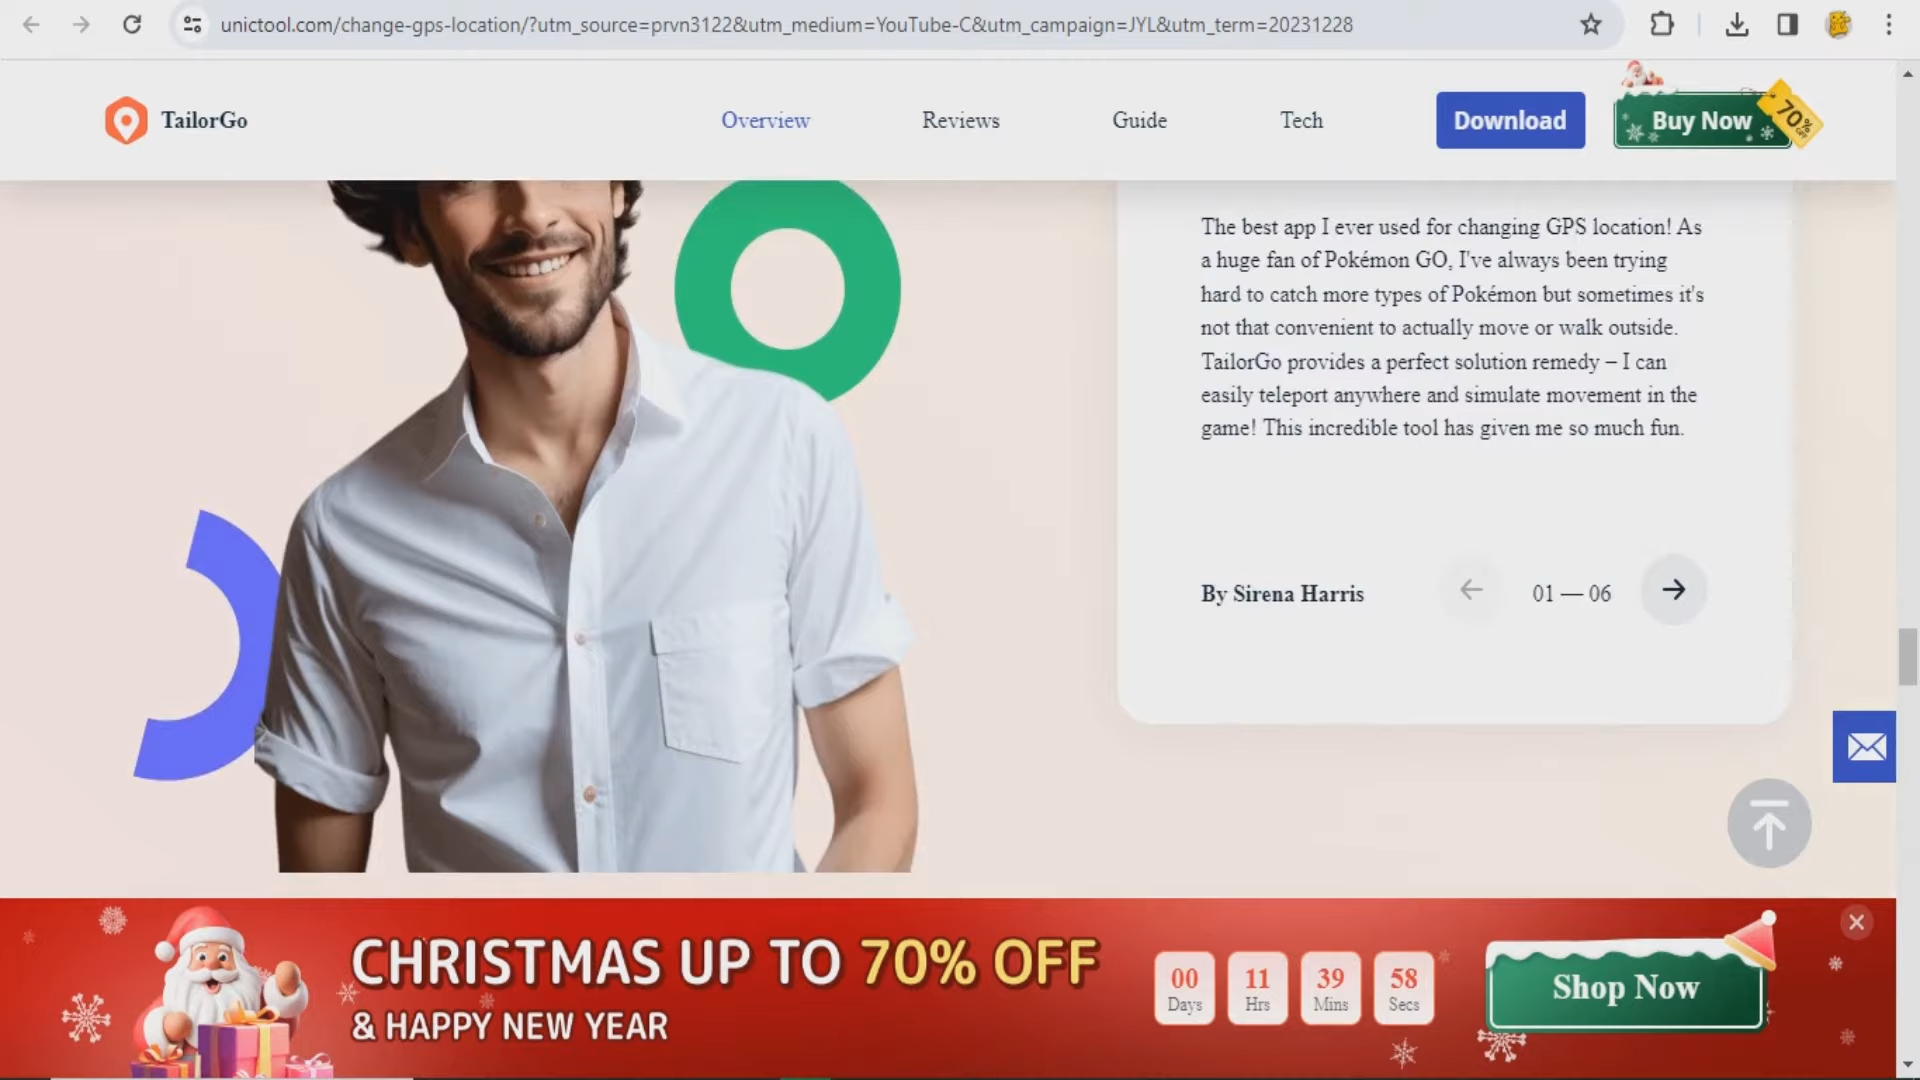 unictool.com/change-gps-location/?utm_source=prvn3122&utm_medium=YouTube-C&utm_campaign=JYL&utm_term=20231228
TailorGo
Overview
Reviews
Guide
Tech
Download
Buy Now
70% OFF
The best app I ever used for changing GPS location! As
a huge fan of Pokémon GO, I've always been trying
hard to catch more types of Pokémon but sometimes it's
not that convenient to actually move or walk outside.
TailorGo provides a perfect solution remedy – I can
easily teleport anywhere and simulate movement in the
game! This incredible tool has given me so much fun.
By Sirena Harris
01 — 06
CHRISTMAS UP TO 70% OFF
& HAPPY NEW YEAR
00 11 39 58
Days Hrs Mins Secs
Shop Now